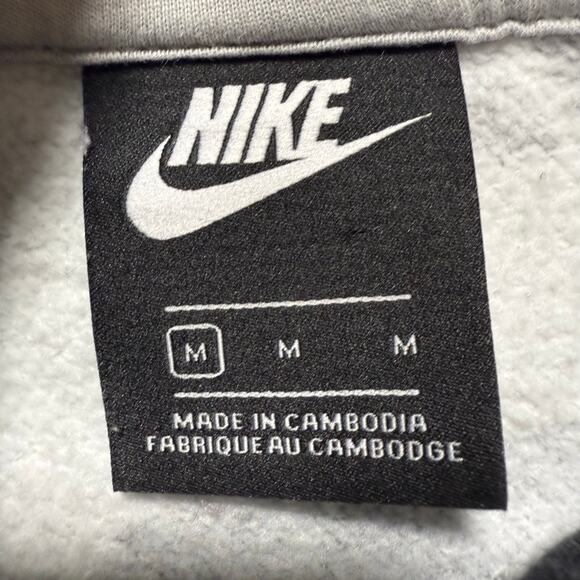 NIKE
M M M
MADE IN CAMBODIA
FABRIQUE AU CAMBODGE